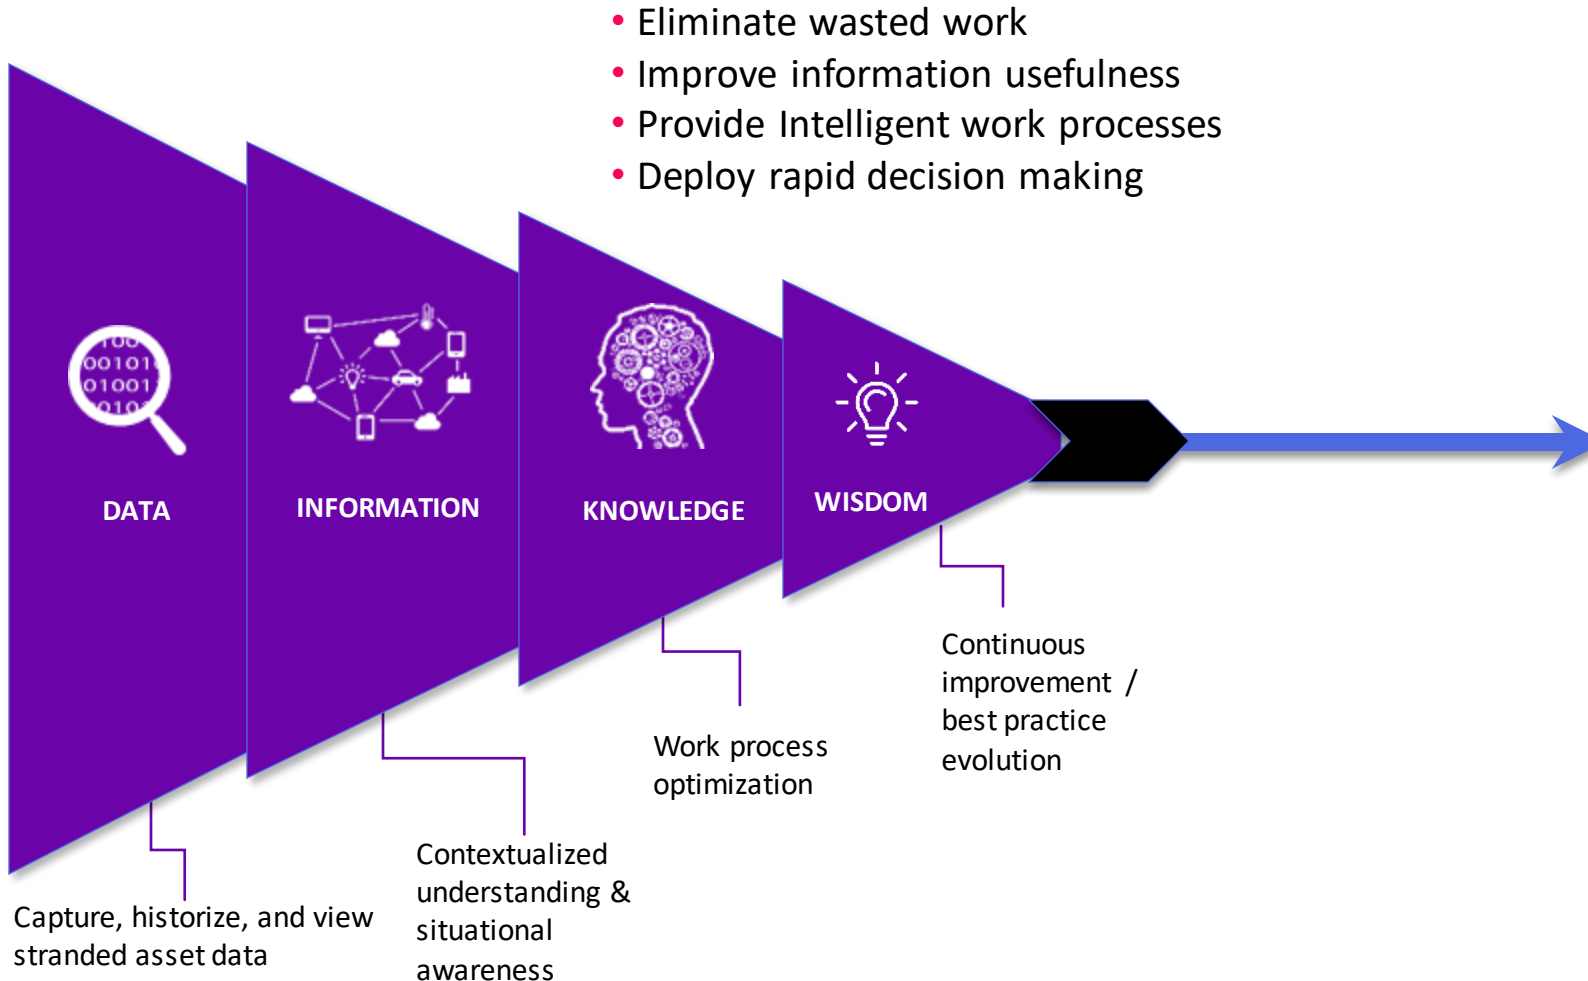 • Eliminate wasted work
• Improve information usefulness
• Provide Intelligent work processes
• Deploy rapid decision making
DATA
INFORMATION
KNOWLEDGE
WISDOM
Continuous
improvement /
best practice
evolution
Work process
optimization
Contextualized
understanding &
situational
awareness
Capture, historize, and view
stranded asset data